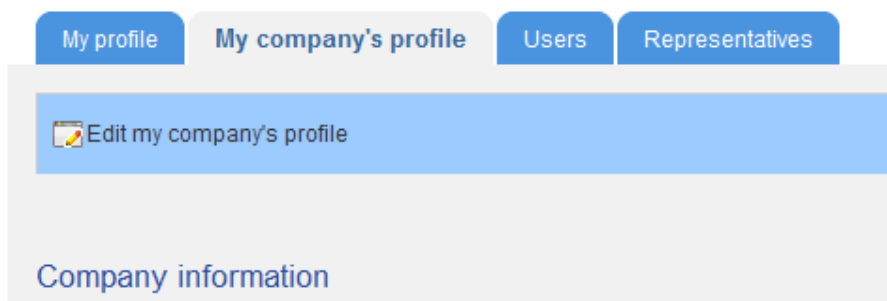 My profile My company's profile Users Representatives
Edit my company's profile
Company information